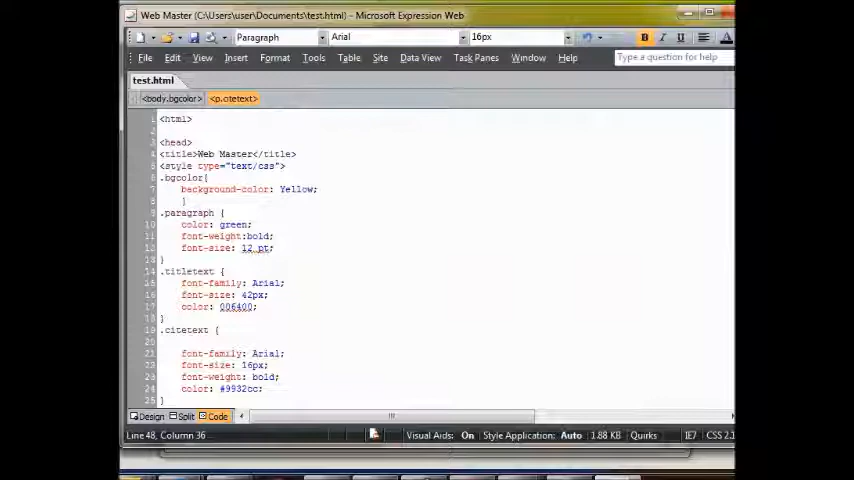 Web Master (C:\Users\user\Documents\test.html) - Microsoft Expression Web
Paragraph Arial 16px B I U A
File Edit View Insert Format Tools Table Site Data View Task Panes Window Help Type a question for help
test.html
<body.bgcolor> <p.citetext>
1 <html>
2
3 <head>
4 <title>Web Master</title>
5 <style type="text/css">
6 .bgcolor{
7 background-color: Yellow;
8 }
9 .paragraph {
10 color: green;
11 font-weight:bold;
12 font-size: 12 pt;
13 }
14 .titletext {
15 font-family: Arial;
16 font-size: 42px;
17 color: 006400;
18 }
19 .citetext {
20
21 font-family: Arial;
22 font-size: 16px;
23 font-weight: bold;
24 color: #9932cc;
25 }
Design Split Code
Line 48, Column 36 Visual Aids: On Style Application: Auto 1.88 KB Quirks IE7 CSS 2.1